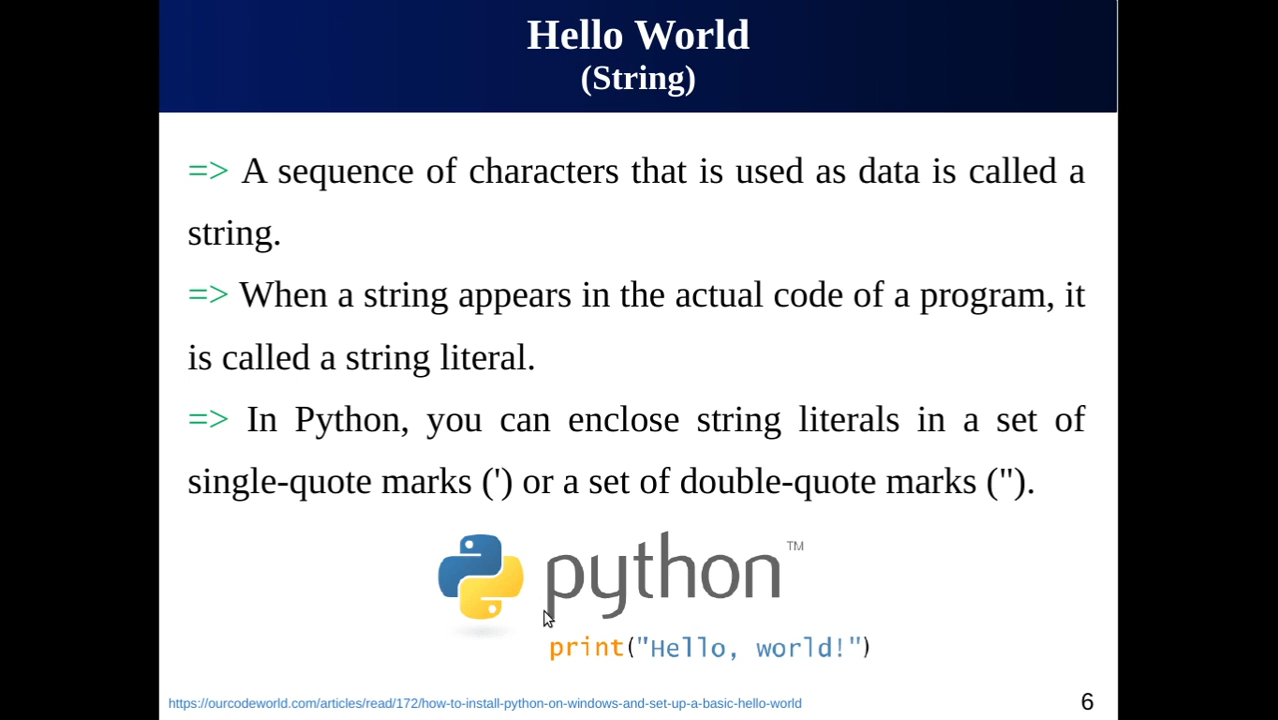 Hello World
(String)
=> A sequence of characters that is used as data is called a
string.
=> When a string appears in the actual code of a program, it
is called a string literal.
=> In Python, you can enclose string literals in a set of
single-quote marks (') or a set of double-quote marks (").
python™
print("Hello, world!")
https://ourcodeworld.com/articles/read/172/how-to-install-python-on-windows-and-set-up-a-basic-hello-world
6